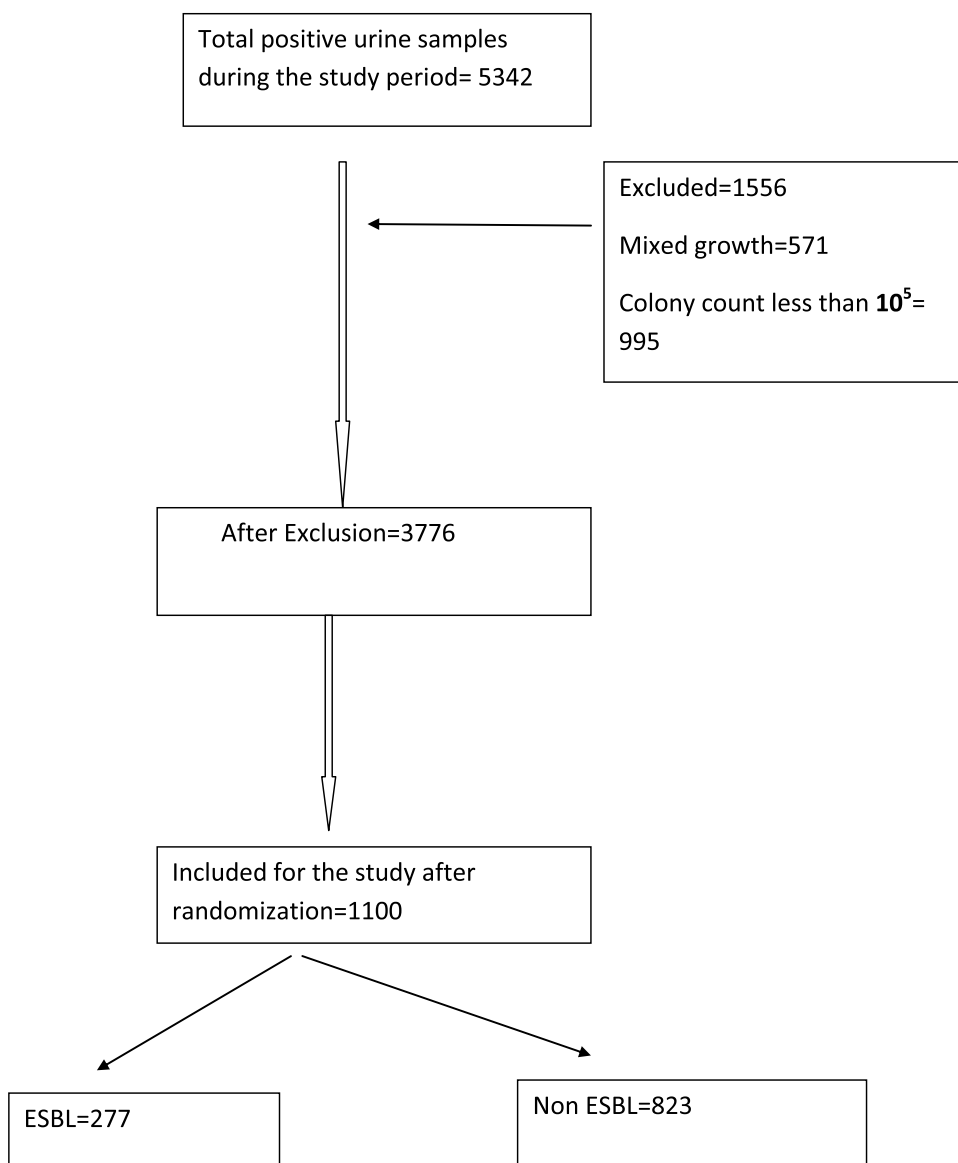 Total positive urine samples
during the study period= 5342
Excluded=1556
Mixed growth=571
Colony count less than 10⁵=
995
After Exclusion=3776
Included for the study after
randomization=1100
ESBL=277
Non ESBL=823